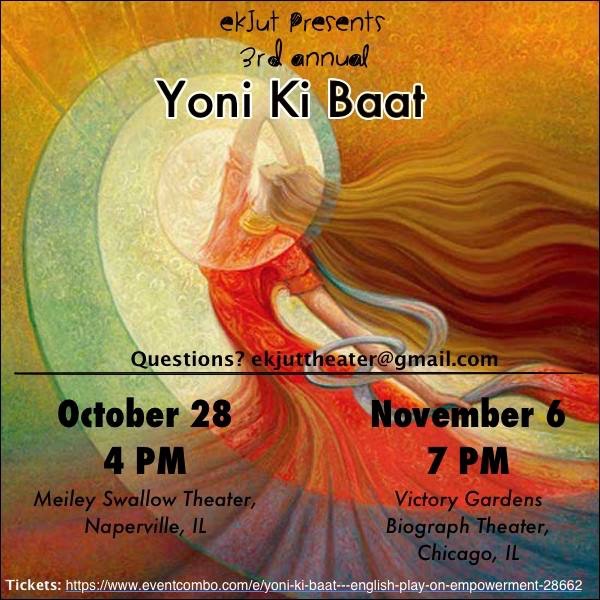 ekjut Presents
3rd annual
Yoni Ki Baat
Questions? ekjuttheater@gmail.com
October 28
4 PM
Meiley Swallow Theater,
Naperville, IL
November 6
7 PM
Victory Gardens
Biograph Theater,
Chicago, IL
Tickets: https://www.eventcombo.com/e/yoni-ki-baat---english-play-on-empowerment-28662